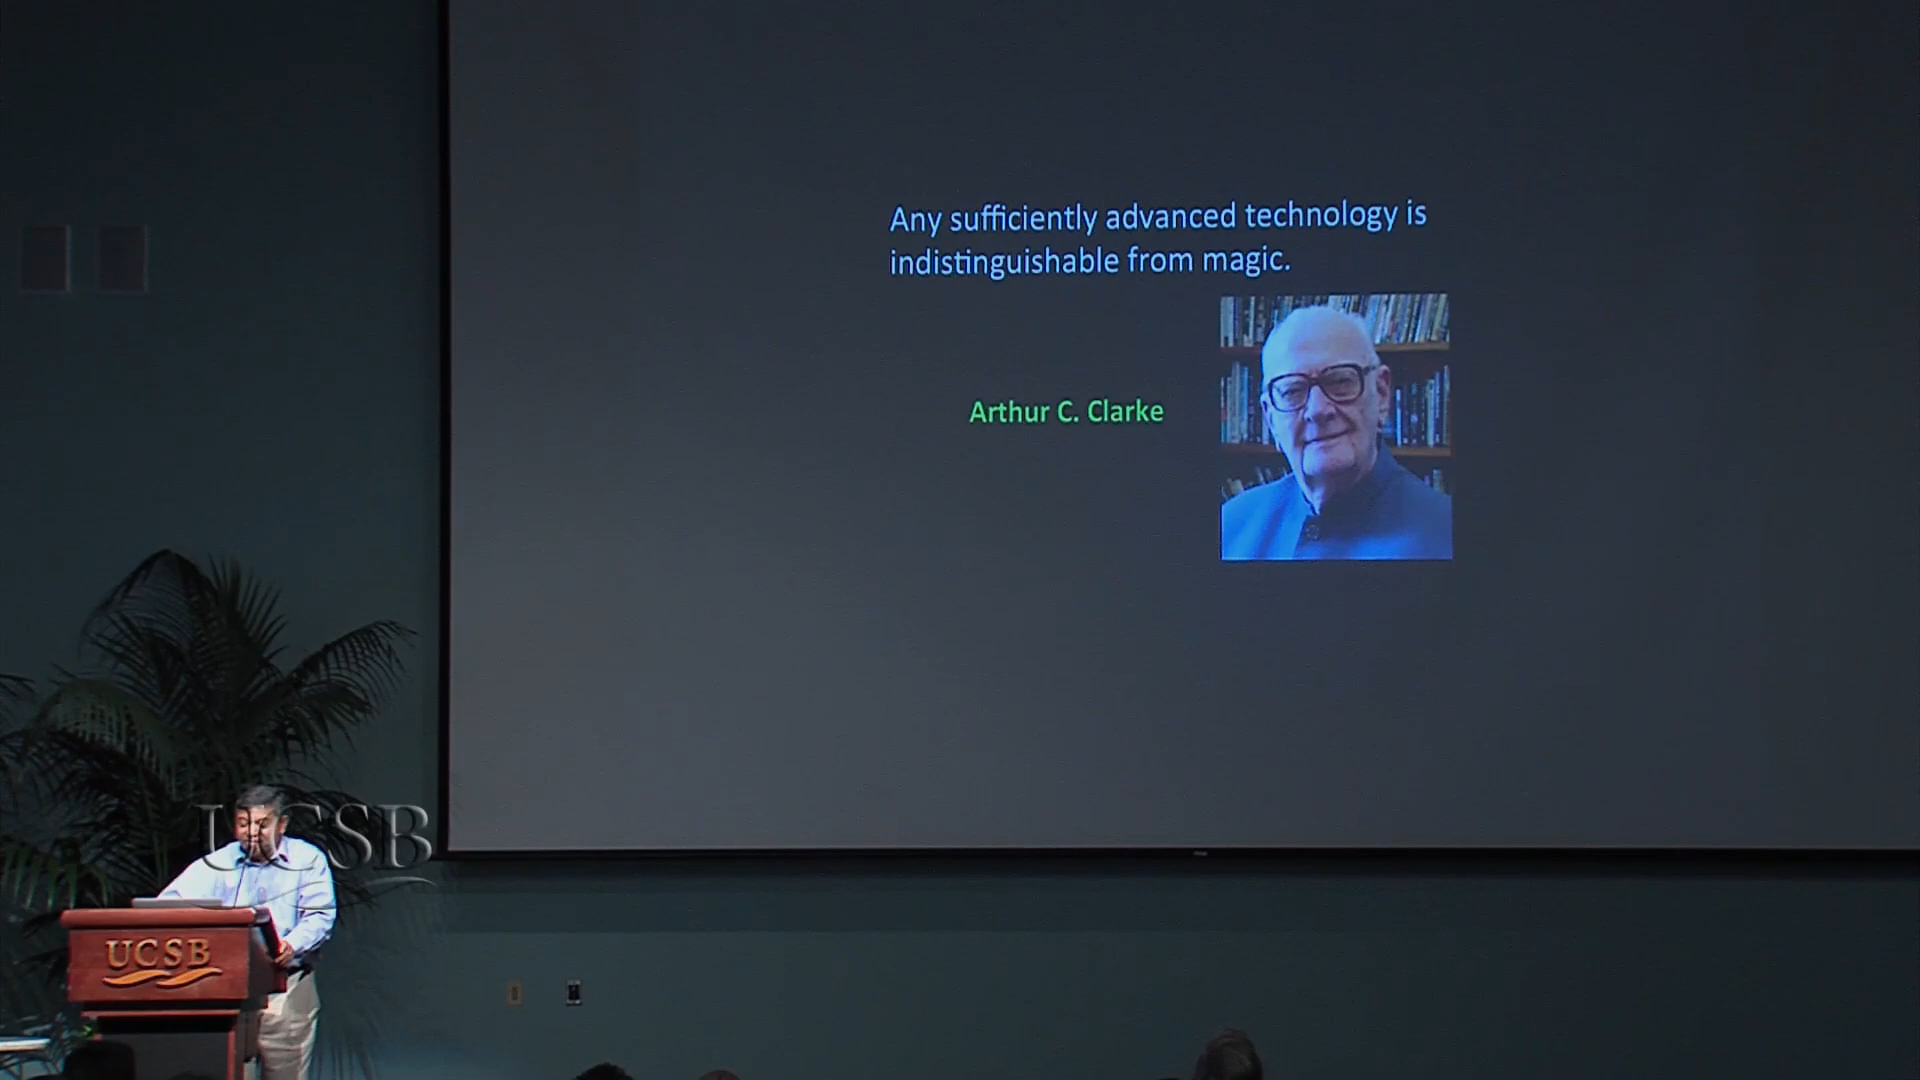 Any sufficiently advanced technology is
indistinguishable from magic.
Arthur C. Clarke
UCSB
UCSB